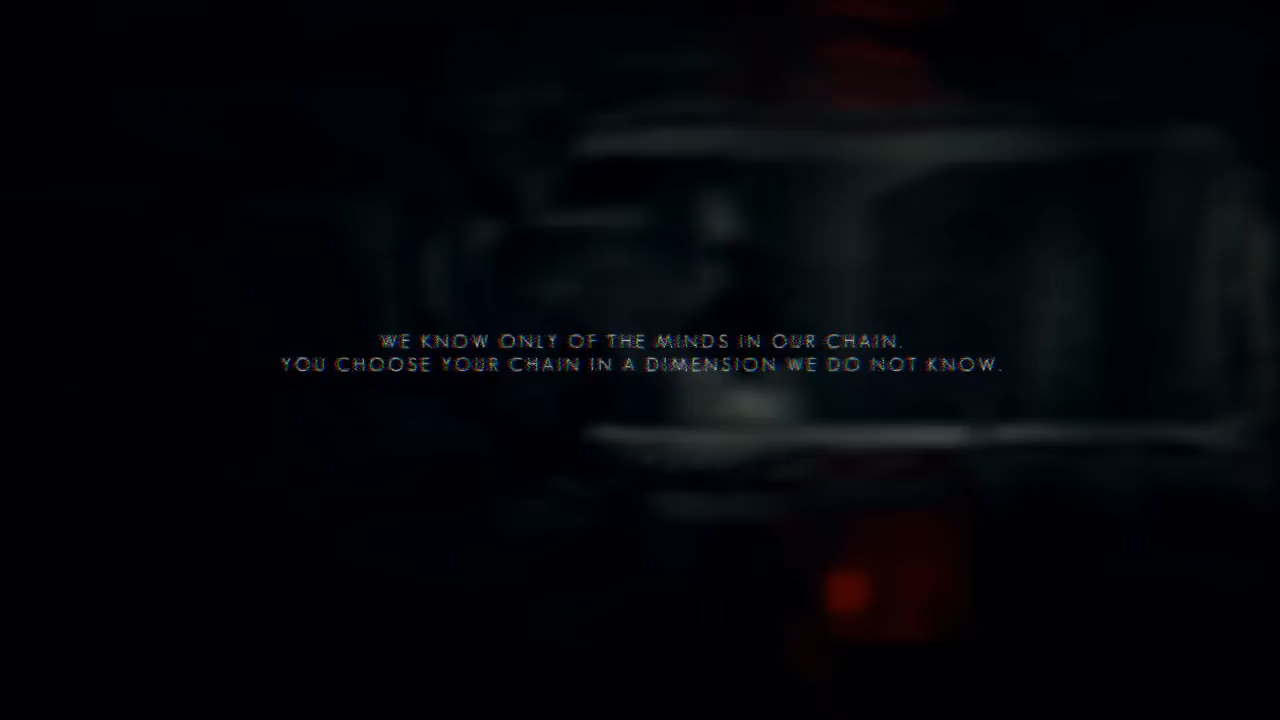 WE KNOW ONLY OF THE MINDS IN OUR CHAIN.
YOU CHOOSE YOUR CHAIN IN A DIMENSION WE DO NOT KNOW.